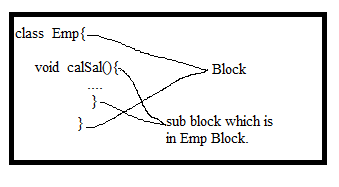 class Emp{
void calSal(){
Block
....
}
}
sub block which is
in Emp Block.